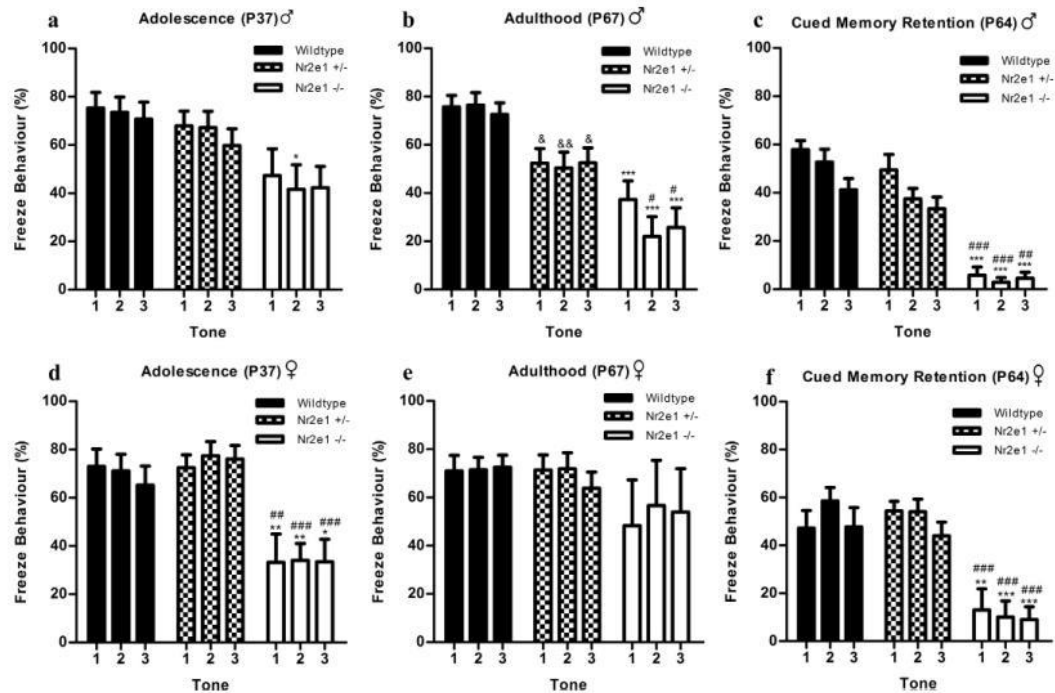 a
Adolescence (P37)♂
Freeze Behaviour (%)
100
80
60
40
20
0
Wildtype
Nr2e1 +/-
Nr2e1 -/-
*
1 2 3 1 2 3 1 2 3
Tone
b
Adulthood (P67)♂
Freeze Behaviour (%)
100
80
60
40
20
0
Wildtype
Nr2e1 +/-
Nr2e1 -/-
& && &
# #
*** *** ***
1 2 3 1 2 3 1 2 3
Tone
c
Cued Memory Retention (P64)♂
Freeze Behaviour (%)
100
80
60
40
20
0
Wildtype
Nr2e1 +/-
Nr2e1 -/-
### ### ##
*** *** ***
1 2 3 1 2 3 1 2 3
Tone
d
Adolescence (P37)♀
Freeze Behaviour (%)
100
80
60
40
20
0
Wildtype
Nr2e1 +/-
Nr2e1 -/-
## ### ###
** ** *
1 2 3 1 2 3 1 2 3
Tone
e
Adulthood (P67)♀
Freeze Behaviour (%)
100
80
60
40
20
0
Wildtype
Nr2e1 +/-
Nr2e1 -/-
1 2 3 1 2 3 1 2 3
Tone
f
Cued Memory Retention (P64)♀
Freeze Behaviour (%)
100
80
60
40
20
0
Wildtype
Nr2e1 +/-
Nr2e1 -/-
### ### ###
** *** ***
1 2 3 1 2 3 1 2 3
Tone